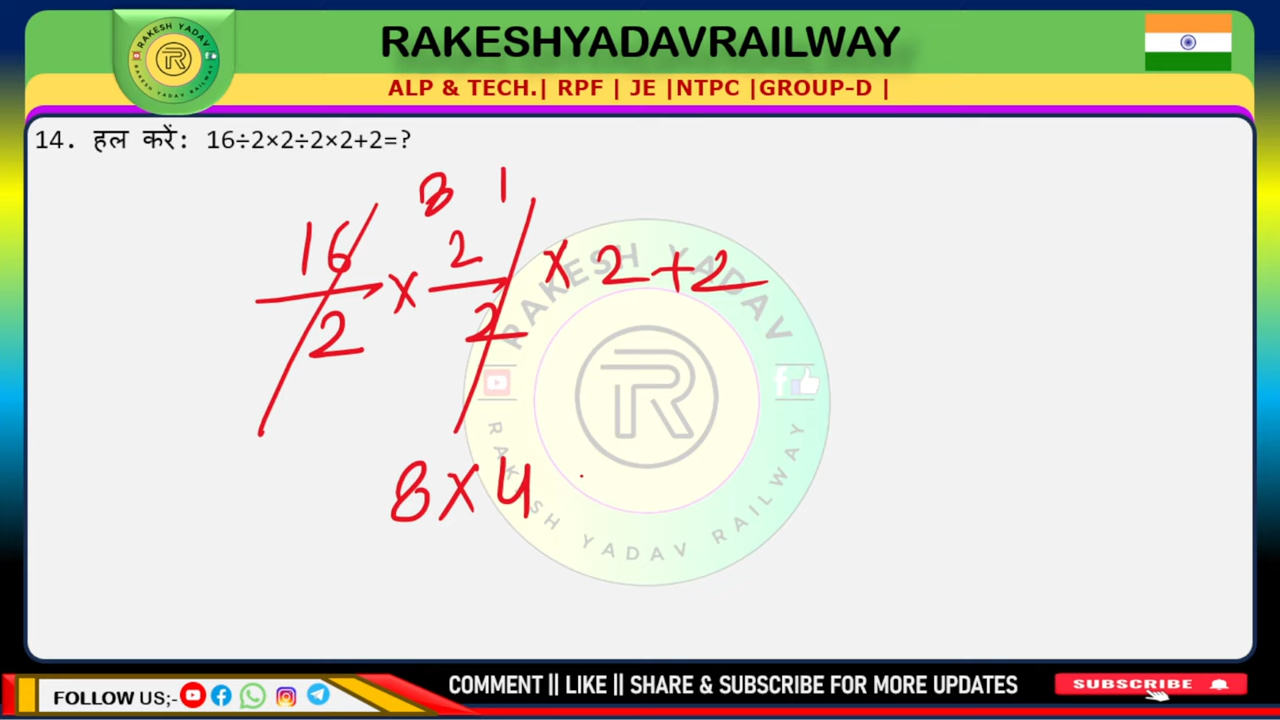 RAKESHYADAVRAILWAY
ALP & TECH.| RPF | JE |NTPC |GROUP-D |
14. हल करें: 16÷2×2÷2×2+2=?
8 1
16/2 × 2/2 × 2+2
8×4
RAKESH YADAV
RAKESH YADAV RAILWAY
FOLLOW US;-
COMMENT || LIKE || SHARE & SUBSCRIBE FOR MORE UPDATES
SUBSCRIBE